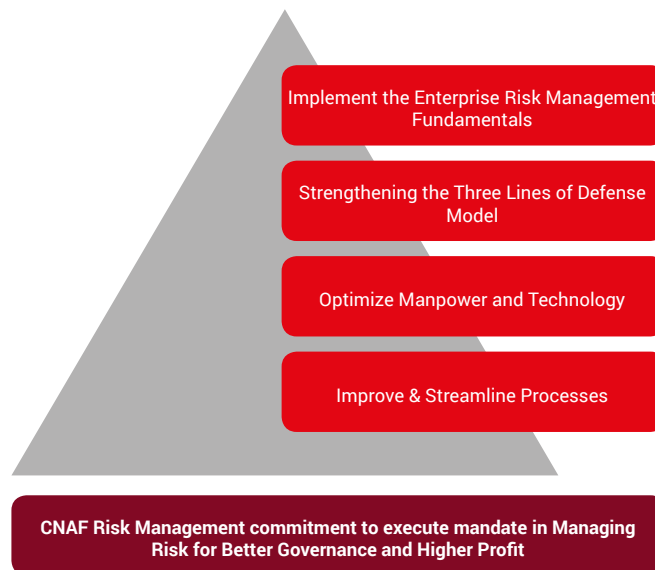 Implement the Enterprise Risk Management
Fundamentals
Strengthening the Three Lines of Defense
Model
Optimize Manpower and Technology
Improve & Streamline Processes
CNAF Risk Management commitment to execute mandate in Managing
Risk for Better Governance and Higher Profit